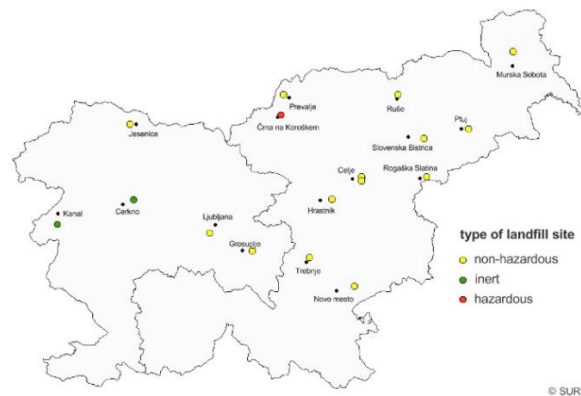 Murska Sobota
Prevalje
Ruše
Črna na Koroškem
Ptuj
Jesenice
Slovenska Bistrica
Celje
Rogaška Slatina
Hrastnik
Cerkno
Kanal
Ljubljana
Grosuplje
Trebnje
Novo mesto
type of landfill site
non-hazardous
inert
hazardous
© SURS